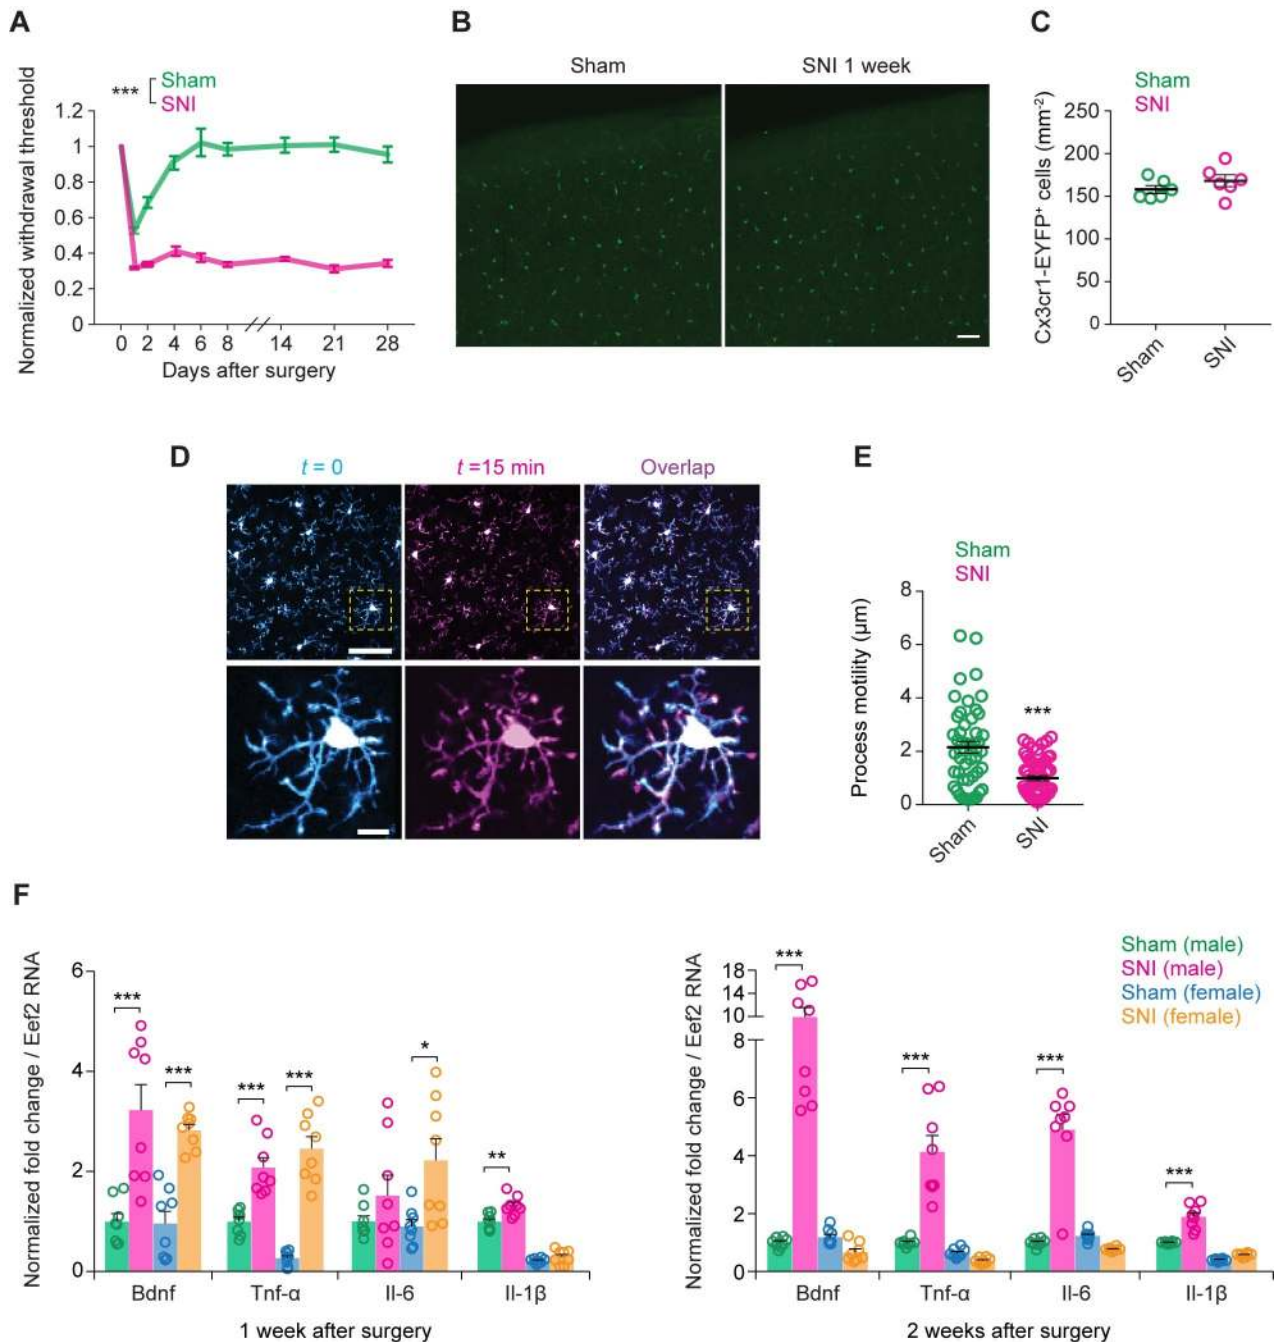 A
Normalized withdrawal threshold
***
Sham
SNI
1.2
1
0.8
0.6
0.4
0.2
0
0 2 4 6 8 14 21 28
Days after surgery
B
Sham SNI 1 week
C
Cx3cr1-EYFP⁺ cells (mm⁻²)
Sham
SNI
250
200
150
100
50
0
Sham SNI
D
t = 0 t =15 min Overlap
E
Process motility (μm)
Sham
SNI
8
6
4
2
0
***
Sham SNI
F
Normalized fold change / Eef2 RNA
6
4
2
0
*** *** *** *** * **
Bdnf Tnf-α Il-6 Il-1β
1 week after surgery
Normalized fold change / Eef2 RNA
18
14
10
8
6
4
2
0
*** *** *** ***
Bdnf Tnf-α Il-6 Il-1β
2 weeks after surgery
Sham (male)
SNI (male)
Sham (female)
SNI (female)